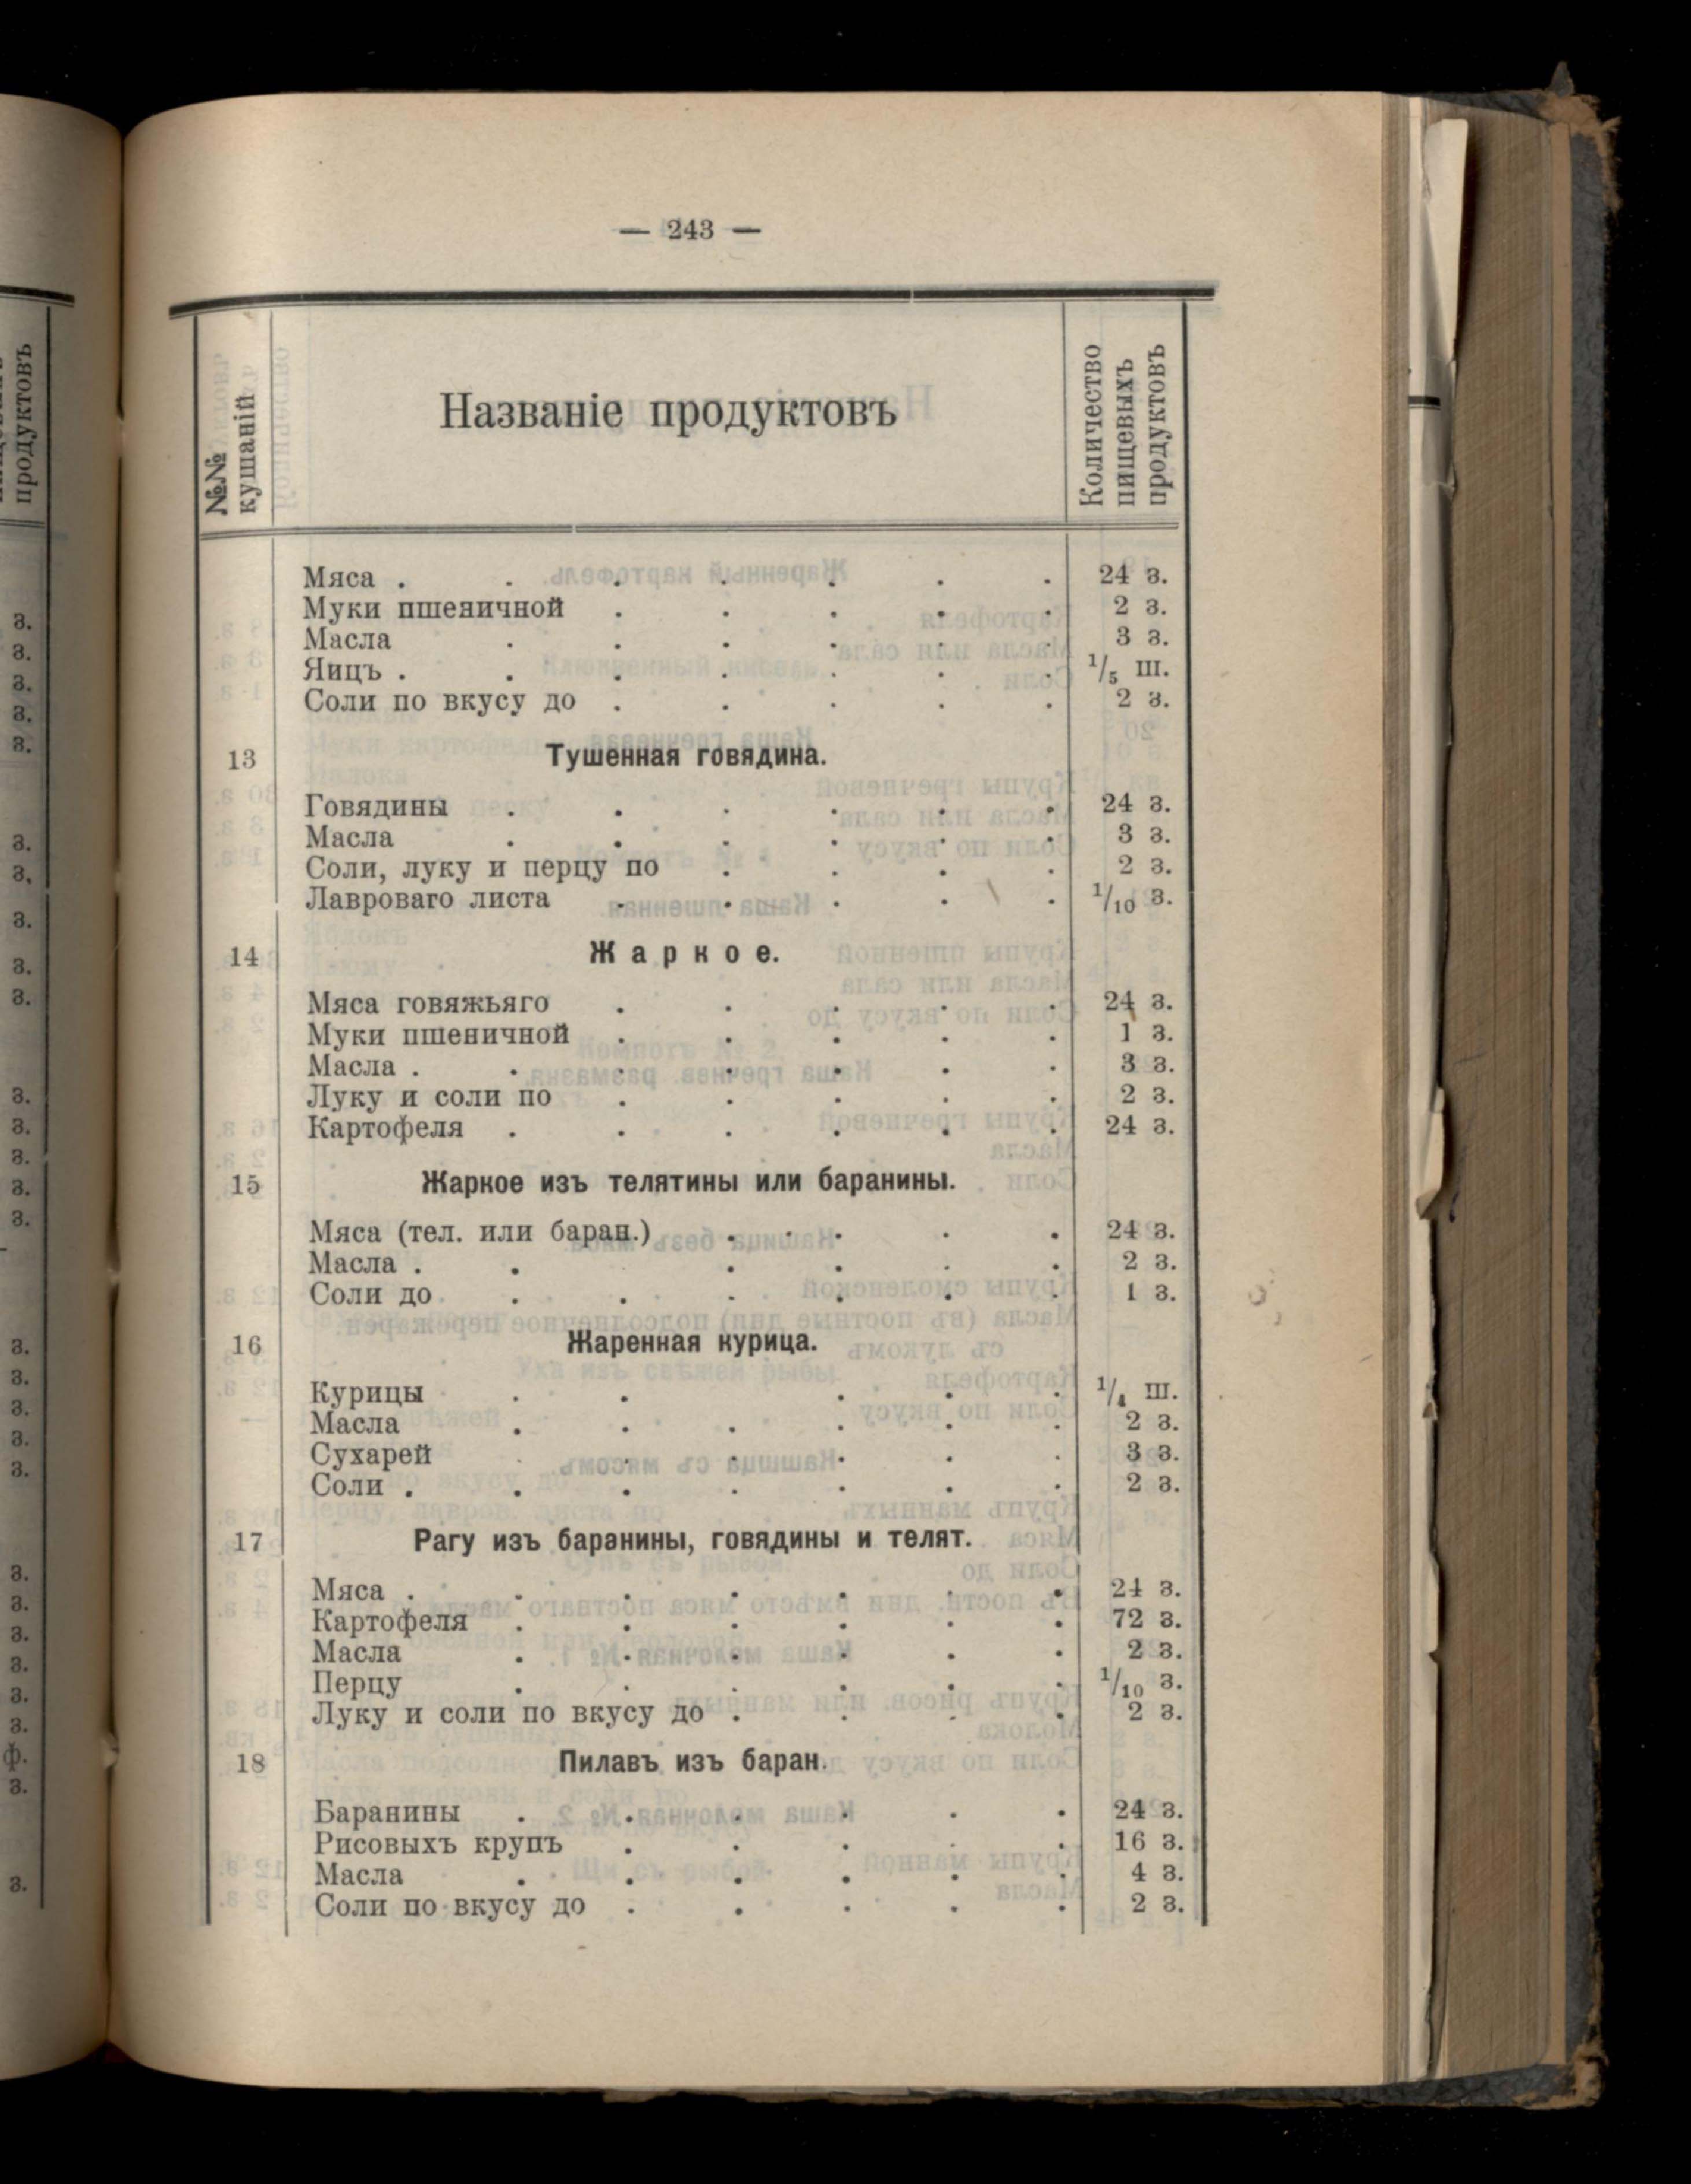 — 243 —
№№ кушаній
Названіе продуктовъ
Количество пищевыхъ продуктовъ
Мяса . . . . . . . 24 з.
Муки пшеничной . . . . . 2 з.
Масла . . . . . . 3 з.
Яицъ . . . . . . . 1/5 ш.
Соли по вкусу до . . . . . 2 з.
13 Тушенная говядина.
Говядины . . . . . . 24 з.
Масла . . . . . . 3 з.
Соли, луку и перцу по . . . . 2 з.
Лавроваго листа . . . . . 1/10 з.
14 Жаркое.
Мяса говяжьяго . . . . . 24 з.
Муки пшеничной . . . . . 1 з.
Масла . . . . . . . 3 з.
Луку и соли по . . . . . 2 з.
Картофеля . . . . . . 24 з.
15 Жаркое изъ телятины или баранины.
Мяса (тел. или баран.) . . . . 24 з.
Масла . . . . . . 2 з.
Соли до . . . . . . 1 з.
16 Жаренная курица.
Курицы . . . . . ш.
Масла . . . . . . 2 з.
Сухарей . . . . . . 3 з.
Соли . . . . . . . 2 з.
17 Рагу изъ баранины, говядины и телят.
Мяса . . . . . . . 24 з.
Картофеля . . . . . . 72 з.
Масла . . . . . . 2 з.
Перцу . . . . . . 1/10 з.
Луку и соли по вкусу до . . . . 2 з.
18 Пилавъ изъ баран.
Баранины . . . . . . 24 з.
Рисовыхъ крупъ . . . . . 16 з.
Масла . . . . . . 4 з.
Соли по вкусу до . . . . . 2 з.